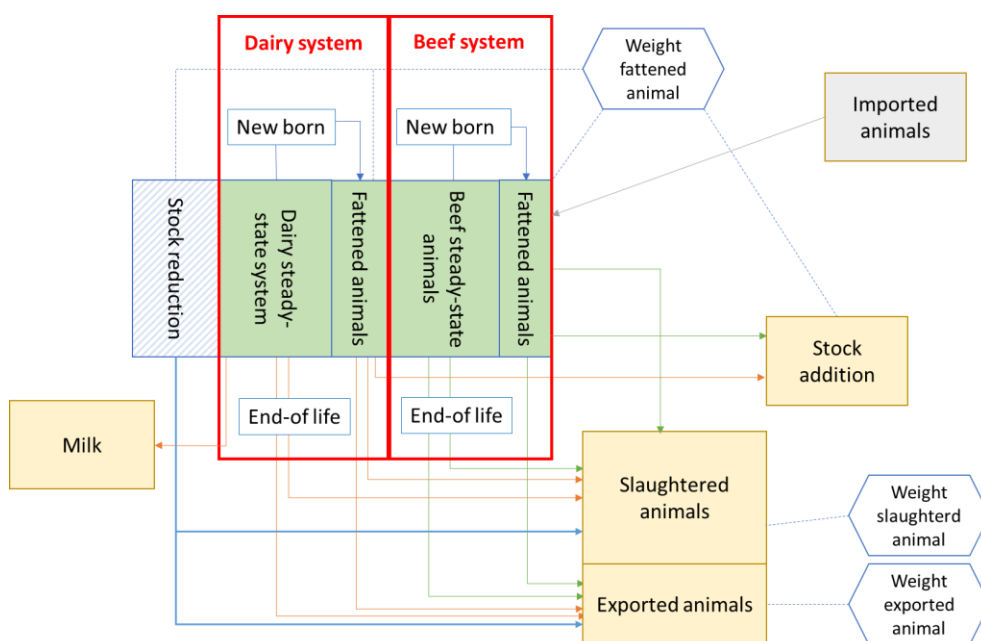 Dairy system
Beef system
Weight
fattened
animal
Imported
animals
New born
New born
Stock reduction
Dairy steady-
state system
Fattened animals
Beef steady-state
animals
Fattened animals
Stock
addition
End-of life
End-of life
Milk
Slaughtered
animals
Weight
slaughterd
animal
Exported animals
Weight
exported
animal